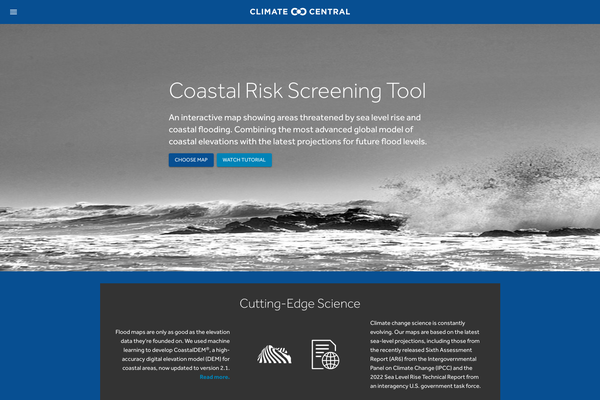 CLIMATE CENTRAL
Coastal Risk Screening Tool
An interactive map showing areas threatened by sea level rise and
coastal flooding. Combining the most advanced global model of
coastal elevations with the latest projections for future flood levels.
CHOOSE MAP
WATCH TUTORIAL
Cutting-Edge Science
Flood maps are only as good as the elevation
data they're founded on. We used machine
learning to develop CoastalDEM®, a high-
accuracy digital elevation model (DEM) for
coastal areas, now updated to version 2.1.
Read more.
Climate change science is constantly
evolving. Our maps are based on the latest
sea-level projections, including those from
the recently released Sixth Assessment
Report (AR6) from the Intergovernmental
Panel on Climate Change (IPCC) and the
2022 Sea Level Rise Technical Report from
an interagency U.S. government task force.